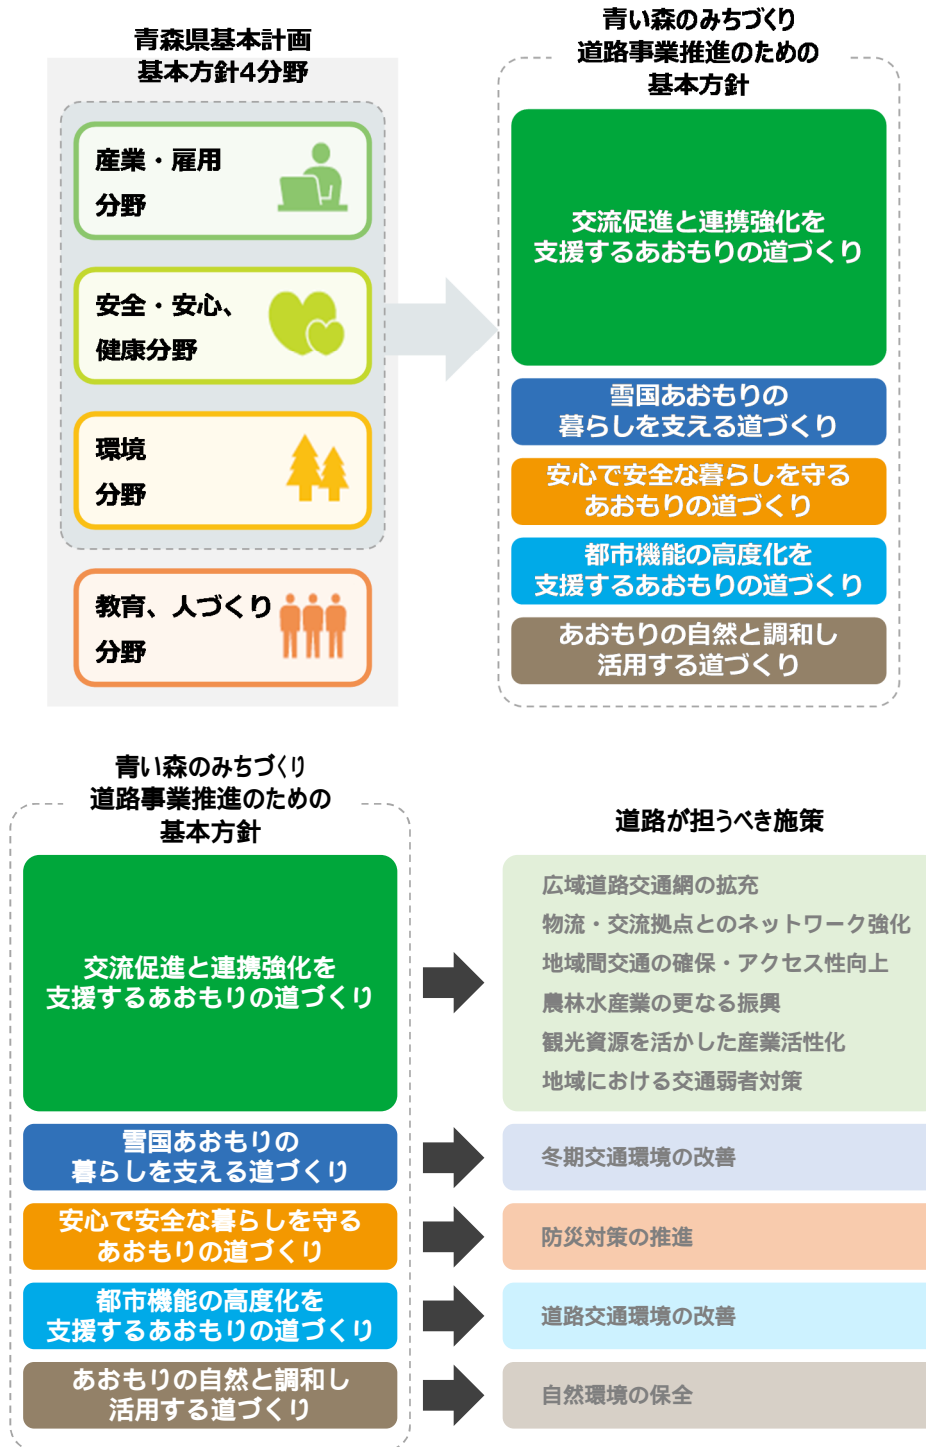 青森県基本計画
基本方針4分野
産業・雇用
分野
安全・安心、
健康分野
環境
分野
教育、人づくり
分野
青い森のみちづくり
道路事業推進のための
基本方針
交流促進と連携強化を
支援するあおもりの道づくり
雪国あおもりの
暮らしを支える道づくり
安心で安全な暮らしを守る
あおもりの道づくり
都市機能の高度化を
支援するあおもりの道づくり
あおもりの自然と調和し
活用する道づくり
青い森のみちづくり
道路事業推進のための
基本方針
交流促進と連携強化を
支援するあおもりの道づくり
雪国あおもりの
暮らしを支える道づくり
安心で安全な暮らしを守る
あおもりの道づくり
都市機能の高度化を
支援するあおもりの道づくり
あおもりの自然と調和し
活用する道づくり
道路が担うべき施策
広域道路交通網の拡充
物流・交流拠点とのネットワーク強化
地域間交通の確保・アクセス性向上
農林水産業の更なる振興
観光資源を活かした産業活性化
地域における交通弱者対策
冬期交通環境の改善
防災対策の推進
道路交通環境の改善
自然環境の保全